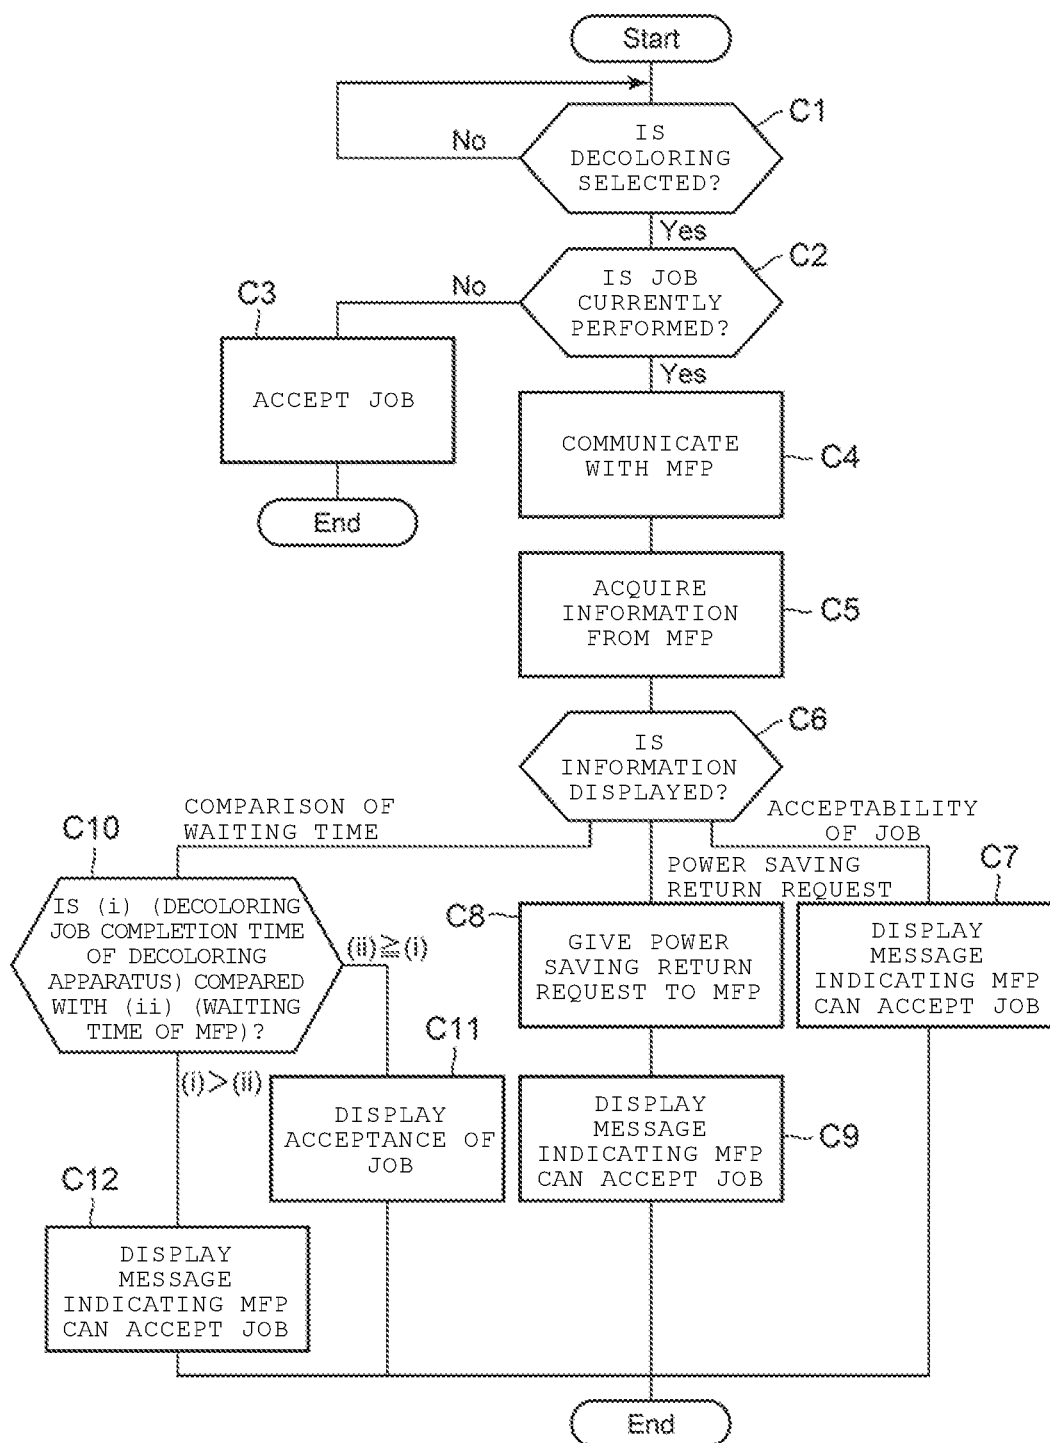 Start
C1
IS
DECOLORING
SELECTED?
No
Yes
C2
IS JOB
CURRENTLY
PERFORMED?
No
C3
ACCEPT JOB
End
Yes
COMMUNICATE
WITH MFP
C4
ACQUIRE
INFORMATION
FROM MFP
C5
C6
IS
INFORMATION
DISPLAYED?
COMPARISON OF
WAITING TIME
ACCEPTABILITY
OF JOB
POWER SAVING
RETURN REQUEST
C10
IS (i) (DECOLORING
JOB COMPLETION TIME
OF DECOLORING
APPARATUS) COMPARED
WITH (ii) (WAITING
TIME OF MFP)?
(ii)≧(i)
(i)>(ii)
C11
DISPLAY
ACCEPTANCE OF
JOB
C12
DISPLAY
MESSAGE
INDICATING MFP
CAN ACCEPT JOB
C8
GIVE POWER
SAVING RETURN
REQUEST TO MFP
DISPLAY
MESSAGE
INDICATING MFP
CAN ACCEPT JOB
C9
C7
DISPLAY
MESSAGE
INDICATING MFP
CAN ACCEPT JOB
End